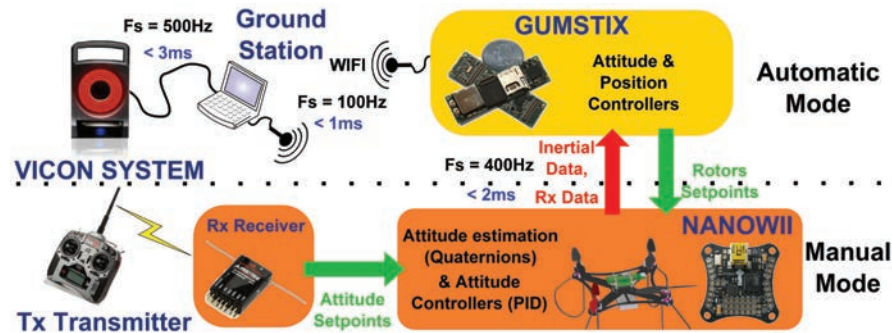 Fs = 500Hz
< 3ms
Ground
Station
WIFI
Fs = 100Hz
< 1ms
GUMSTIX
Attitude &
Position
Controllers
Automatic
Mode
VICON SYSTEM
Fs = 400Hz
< 2ms
Inertial
Data,
Rx Data
Rotors
Setpoints
Rx Receiver
Attitude
Setpoints
Tx Transmitter
Attitude estimation
(Quaternions)
& Attitude
Controllers (PID)
NANOWII
Manual
Mode